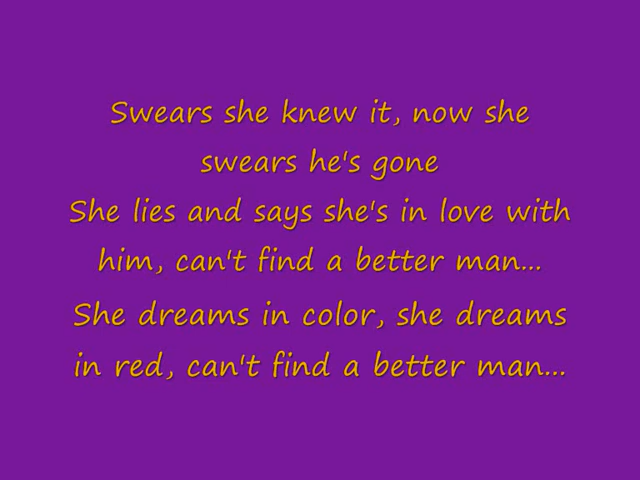 Swears she knew it, now she
swears he's gone
She lies and says she's in love with
him, can't find a better man...
She dreams in color, she dreams
in red, can't find a better man...